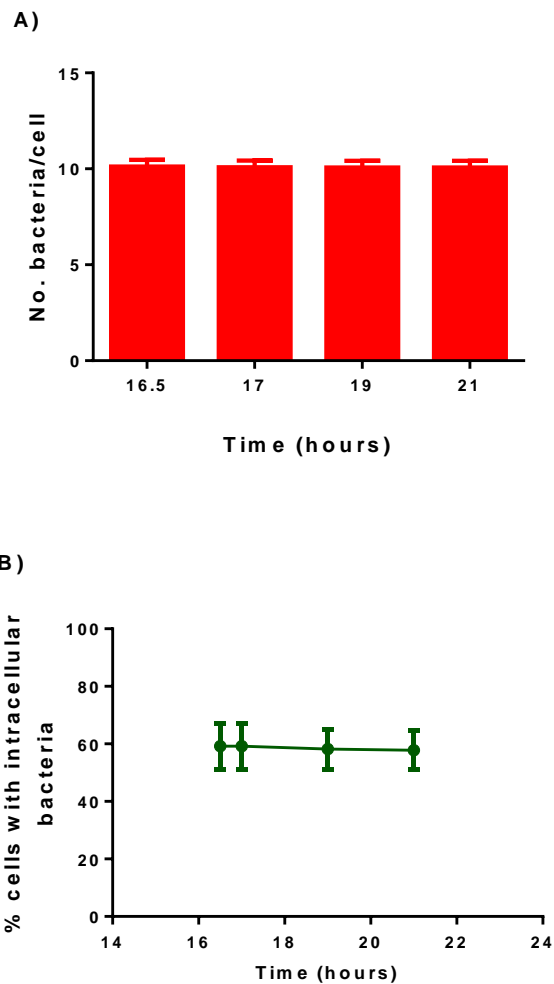 A)
No. bacteria/cell
15
10
5
0
16.5 17 19 21
Time (hours)
B)
% cells with intracellular
bacteria
100
80
60
40
20
0
14 16 18 20 22 24
Time (hours)